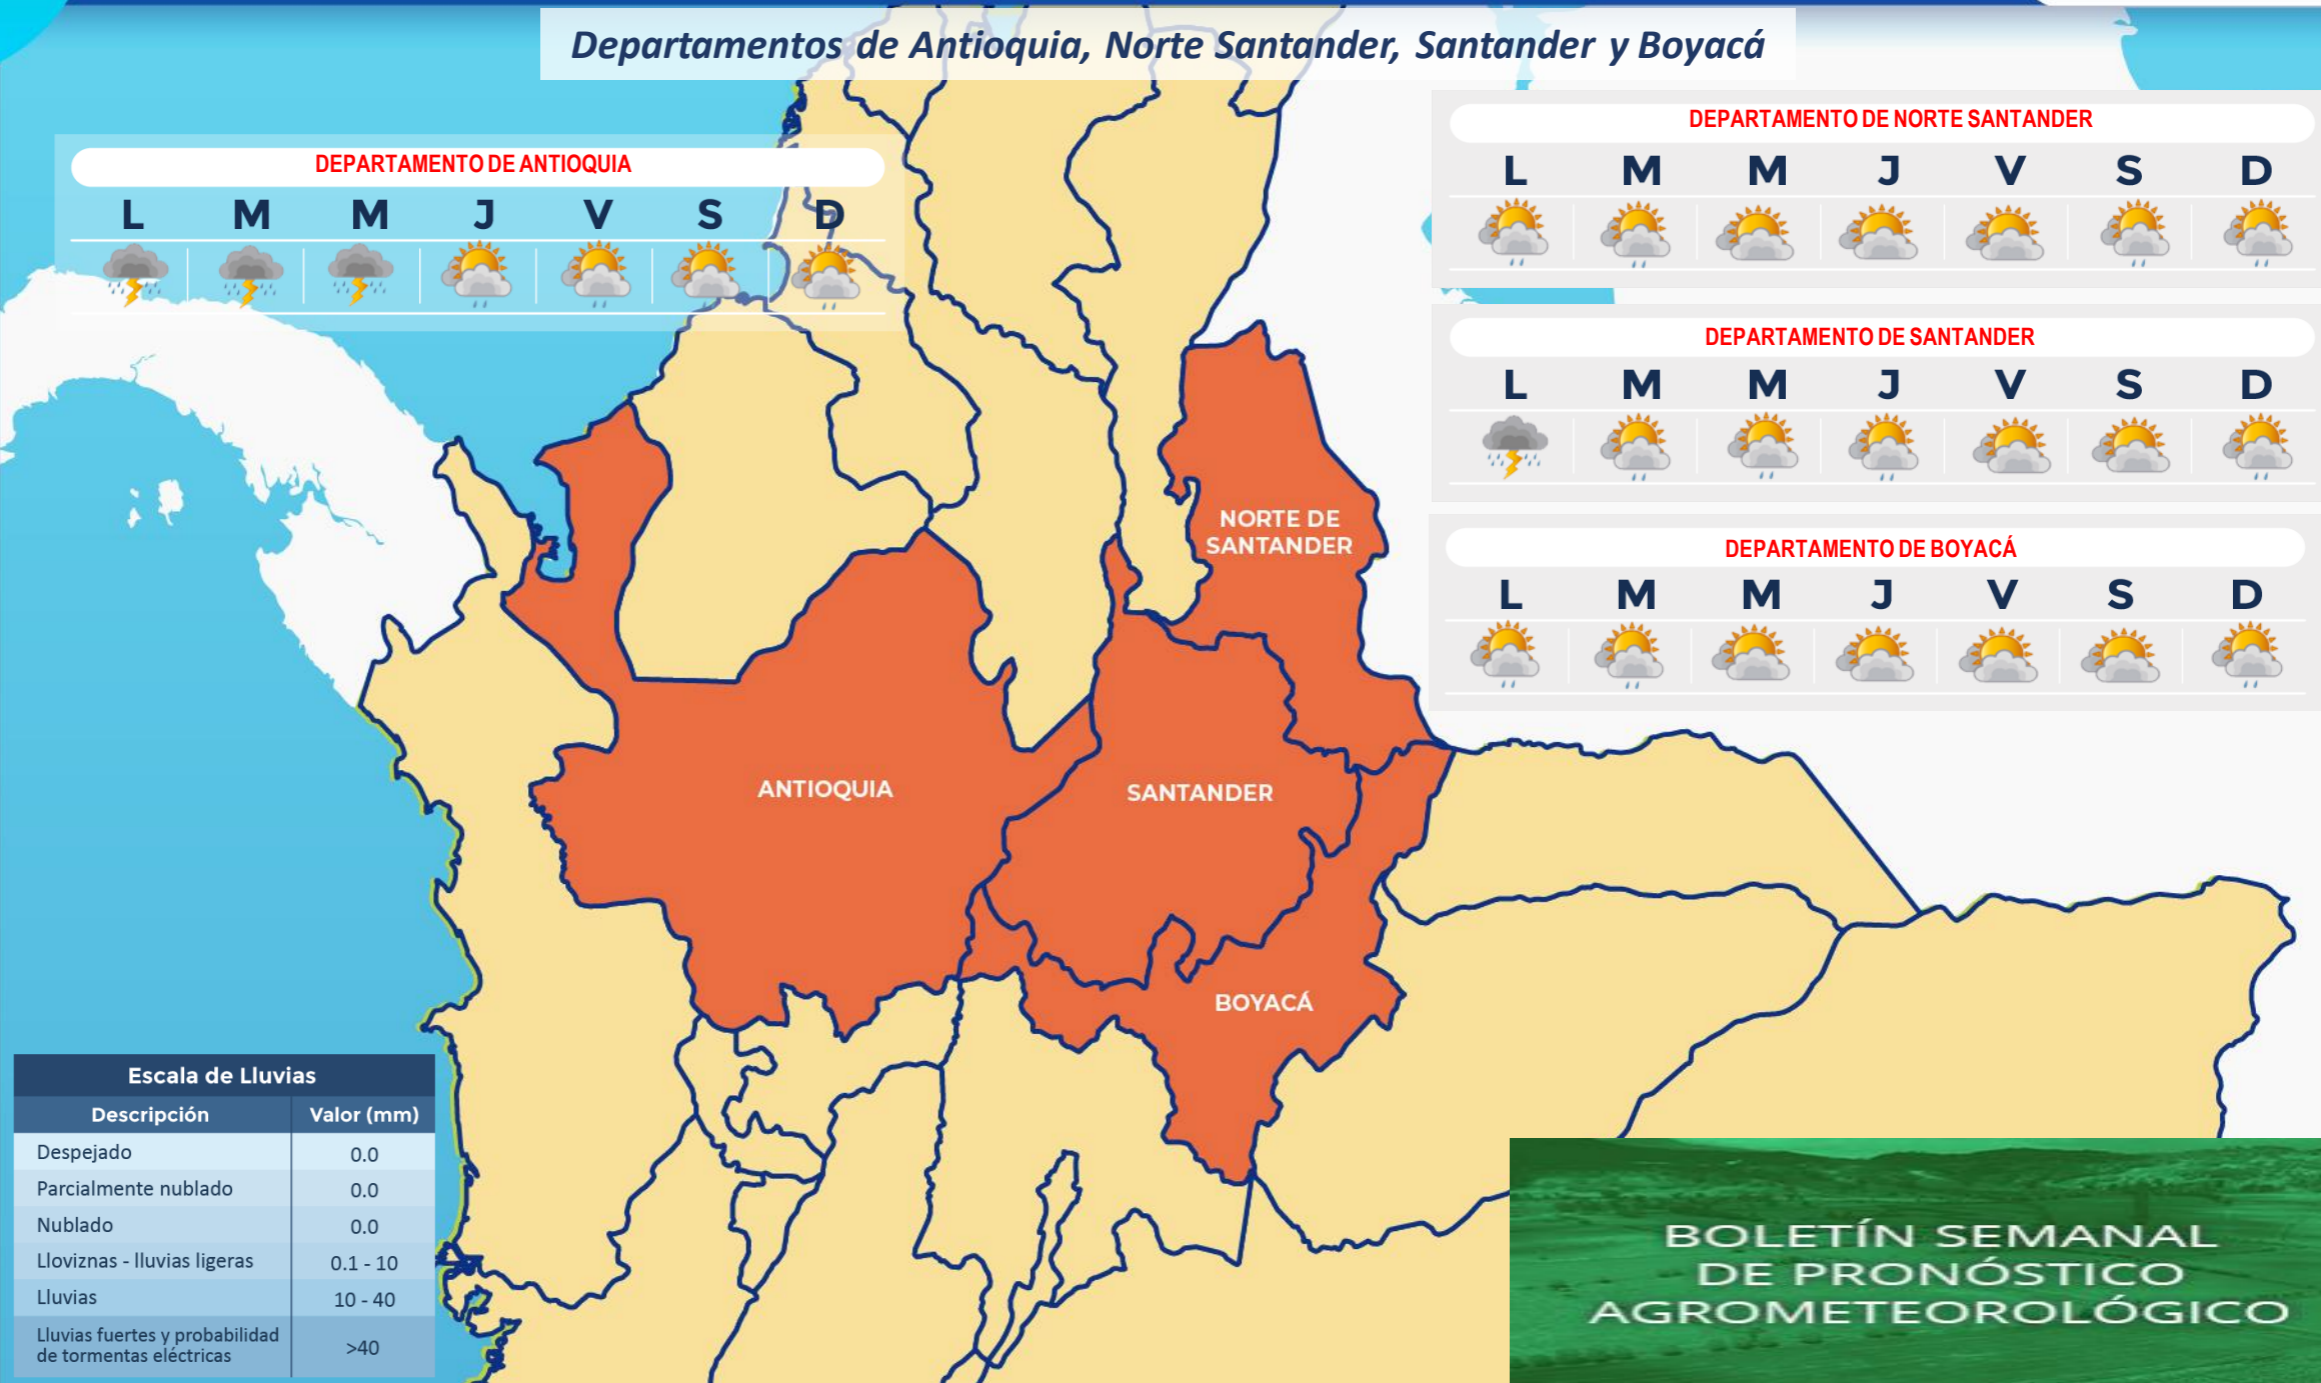 Departamentos de Antioquia, Norte Santander, Santander y Boyacá
DEPARTAMENTO DE ANTIOQUIA
L M M J V S D
DEPARTAMENTO DE NORTE SANTANDER
L M M J V S D
DEPARTAMENTO DE SANTANDER
L M M J V S D
DEPARTAMENTO DE BOYACÁ
L M M J V S D
NORTE DE
SANTANDER
ANTIOQUIA
SANTANDER
BOYACÁ
Escala de Lluvias
Descripción Valor (mm)
Despejado 0.0
Parcialmente nublado 0.0
Nublado 0.0
Lloviznas - lluvias ligeras 0.1 - 10
Lluvias 10 - 40
Lluvias fuertes y probabilidad
de tormentas eléctricas >40
BOLETÍN SEMANAL
DE PRONÓSTICO
AGROMETEOROLÓGICO